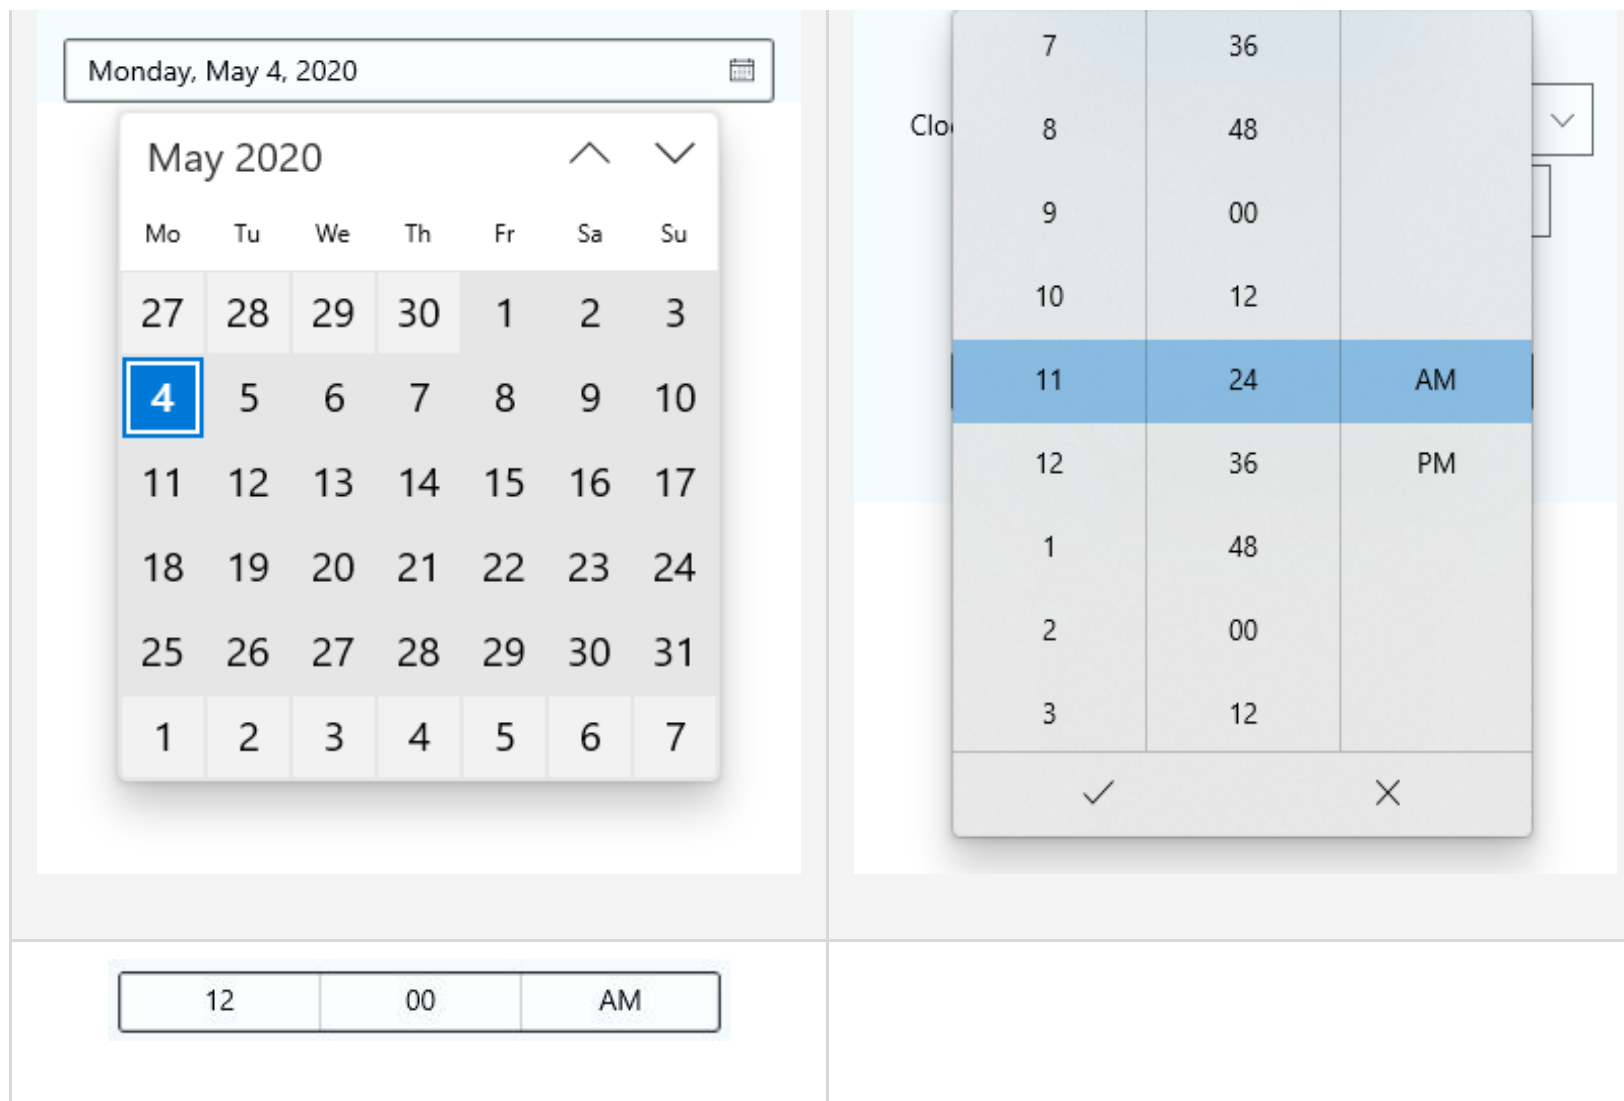 Monday, May 4, 2020
May 2020
Mo Tu We Th Fr Sa Su
27 28 29 30 1 2 3
4 5 6 7 8 9 10
11 12 13 14 15 16 17
18 19 20 21 22 23 24
25 26 27 28 29 30 31
1 2 3 4 5 6 7
7 36
8 48
9 00
10 12
11 24 AM
12 36 PM
1 48
2 00
3 12
12 00 AM